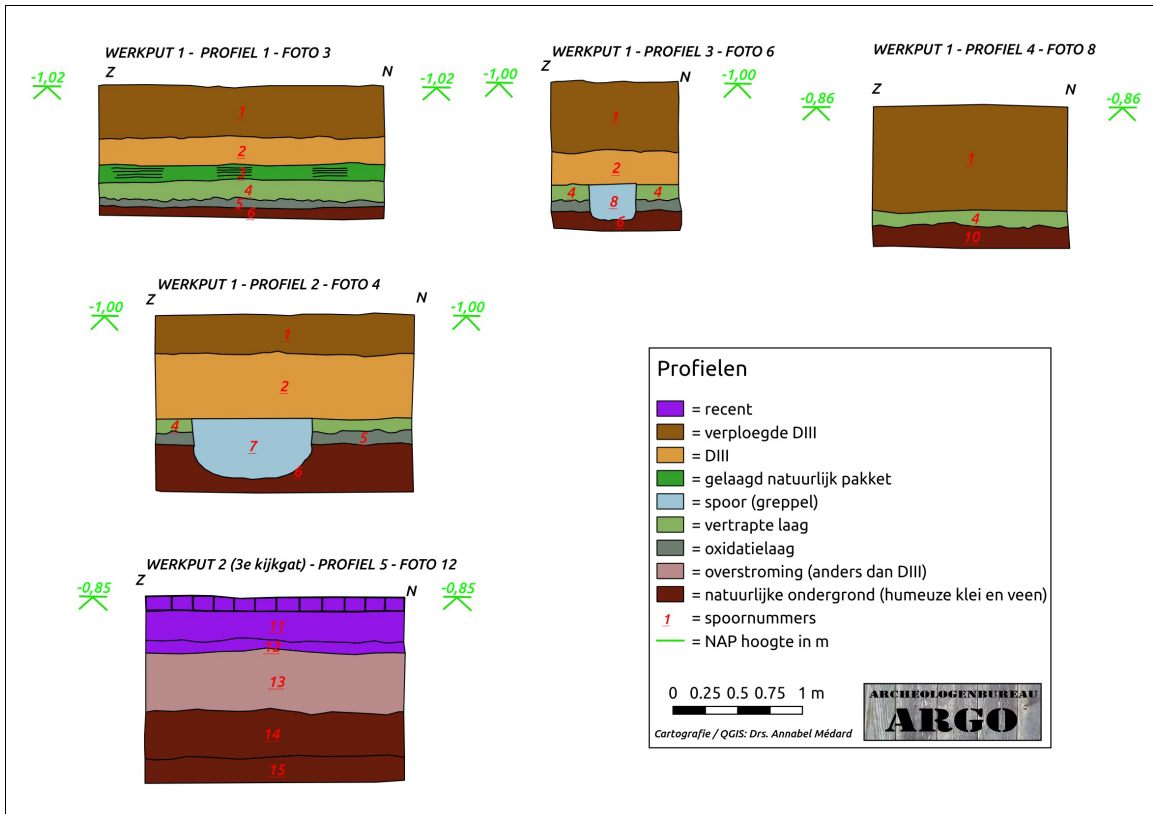 WERKPUT 1 - PROFIEL 1 - FOTO 3
Z
N
-1,02
-1,02
1
2
3
4
5
6
WERKPUT 1 - PROFIEL 3 - FOTO 6
Z
N
-1,00
-1,00
1
2
4
4
8
6
WERKPUT 1 - PROFIEL 4 - FOTO 8
Z
N
-0,86
-0,86
1
4
10
WERKPUT 1 - PROFIEL 2 - FOTO 4
Z
N
-1,00
-1,00
1
2
4
7
5
6
WERKPUT 2 (3e kijkgat) - PROFIEL 5 - FOTO 12
Z
N
-0,85
-0,85
11
12
13
14
15
Profielen
= recent
= verploegde DIII
= DIII
= gelaagd natuurlijk pakket
= spoor (greppel)
= vertrapte laag
= oxidatielaag
= overstroming (anders dan DIII)
= natuurlijke ondergrond (humeuze klei en veen)
1 = spoornummers
= NAP hoogte in m
0 0.25 0.5 0.75 1 m
Cartografie / QGIS: Drs. Annabel Médard
ARCHEOLOGENBUREAU
ARGO